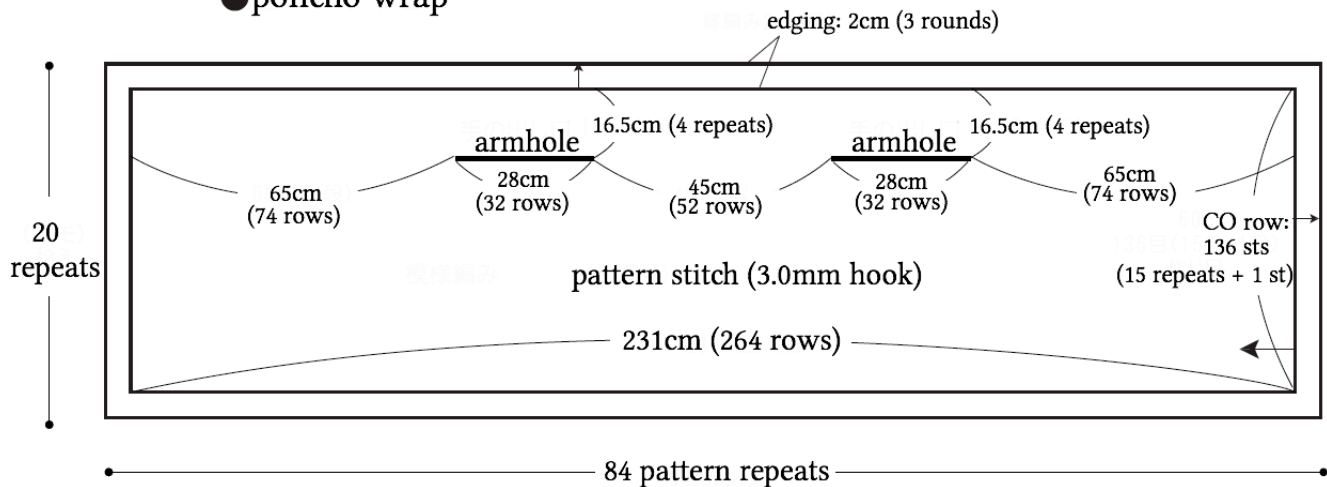 ●poncho wrap
edging: 2cm (3 rounds)
16.5cm (4 repeats)
16.5cm (4 repeats)
armhole
armhole
28cm
(32 rows)
28cm
(32 rows)
65cm
(74 rows)
45cm
(52 rows)
65cm
(74 rows)
CO row:
136 sts
(15 repeats + 1 st)
20
repeats
pattern stitch (3.0mm hook)
231cm (264 rows)
84 pattern repeats